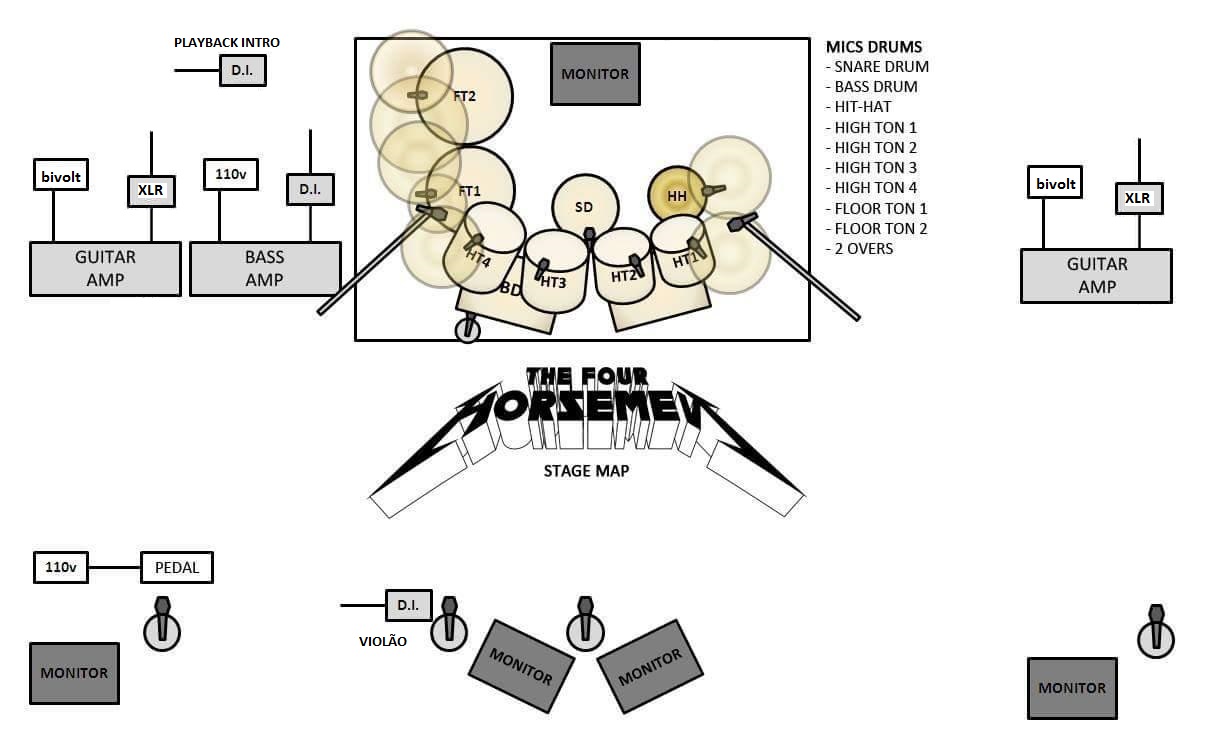 PLAYBACK INTRO
D.I.
MONITOR
MICS DRUMS
- SNARE DRUM
- BASS DRUM
- HIT-HAT
- HIGH TON 1
- HIGH TON 2
- HIGH TON 3
- HIGH TON 4
- FLOOR TON 1
- FLOOR TON 2
- 2 OVERS
FT2
FT1
SD
HH
HT4
HT3
HT2
HT1
BD
bivolt
XLR
110v
D.I.
GUITAR
AMP
BASS
AMP
bivolt
XLR
GUITAR
AMP
THE FOUR
HORSEMEN
STAGE MAP
110v
PEDAL
D.I.
VIOLÃO
MONITOR
MONITOR
MONITOR
MONITOR